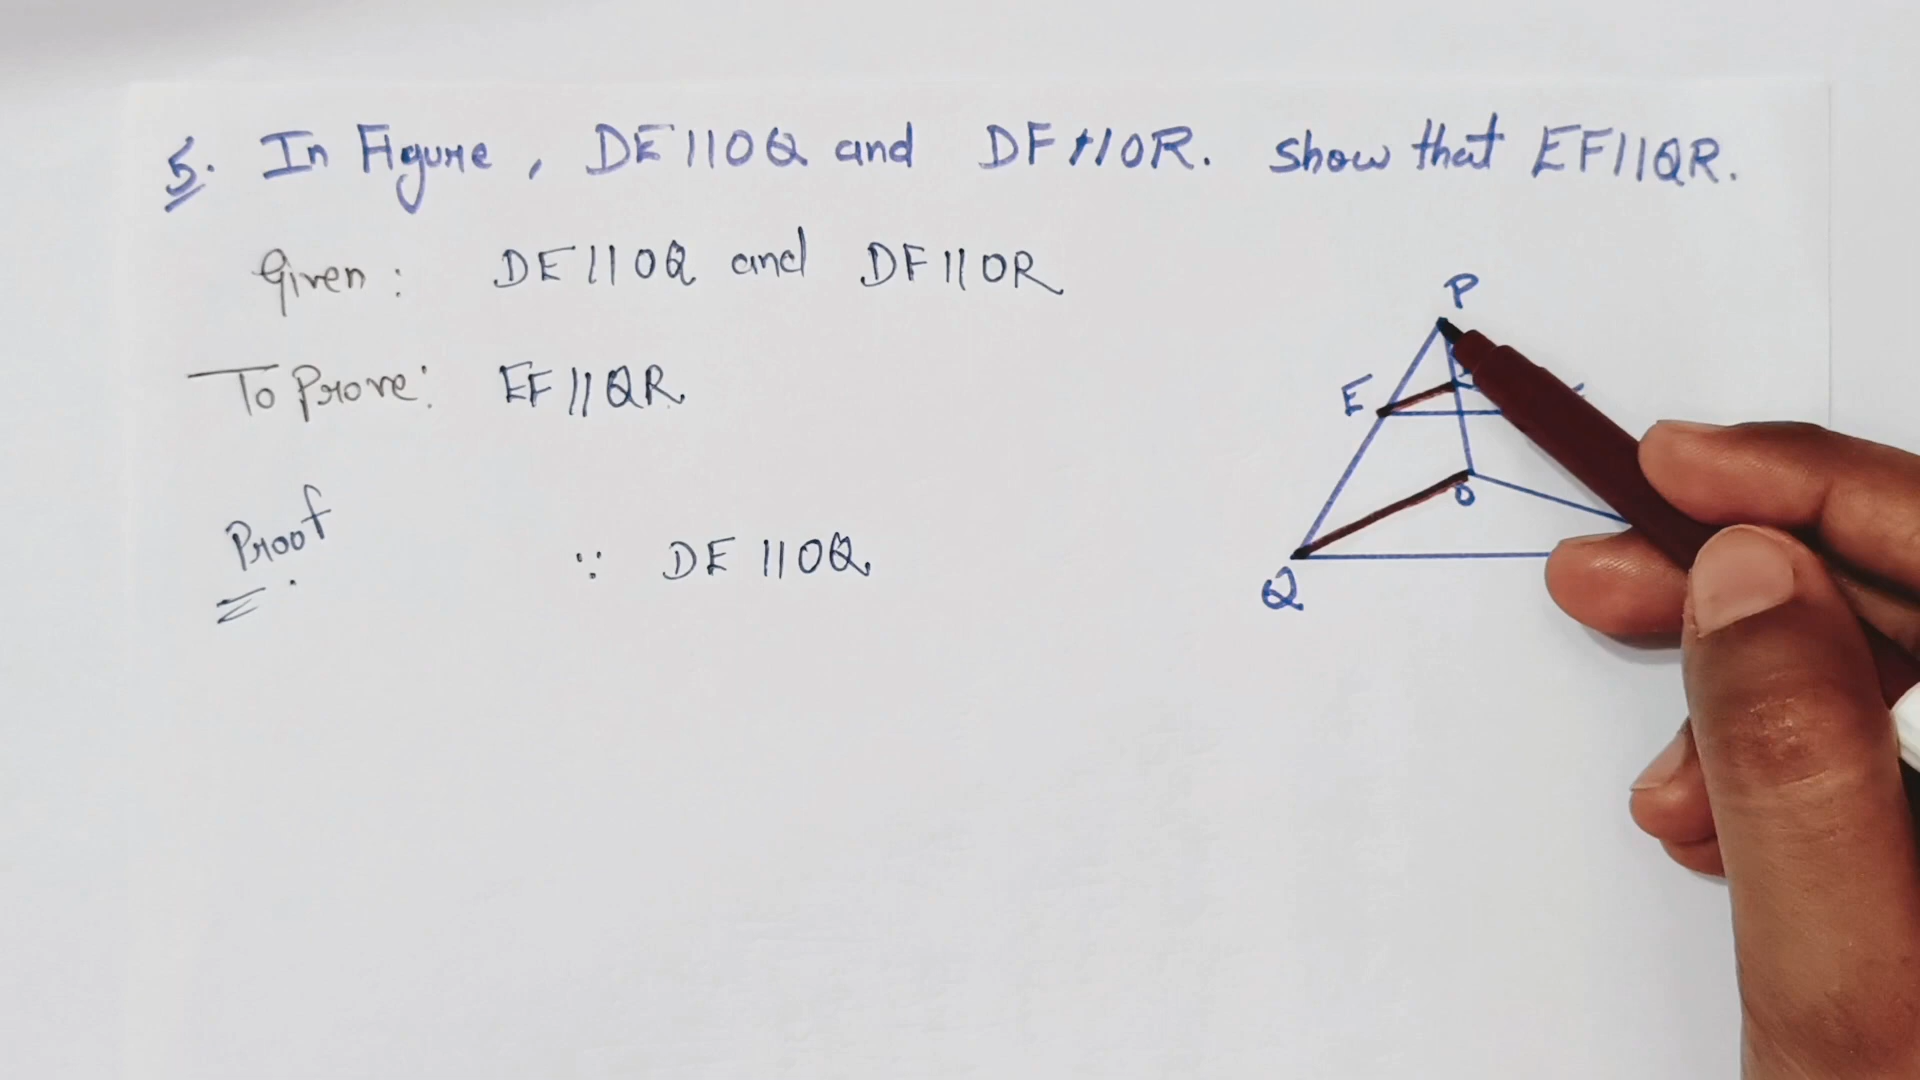 5. In Figure, DE||OQ and DF||OR. Show that EF||QR.
Given: DE||OQ and DF||OR
To Prove: EF||QR
Proof ∵ DE||OQ
P
E
O
Q